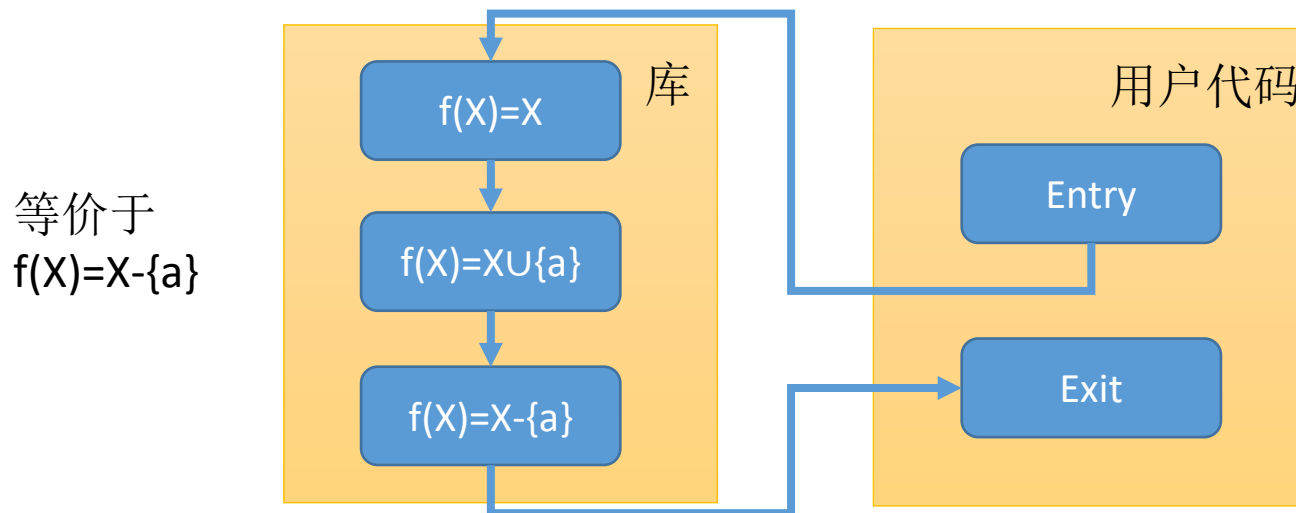 等价于
f(X)=X-{a}
库
f(X)=X
f(X)=X∪{a}
f(X)=X-{a}
用户代码
Entry
Exit